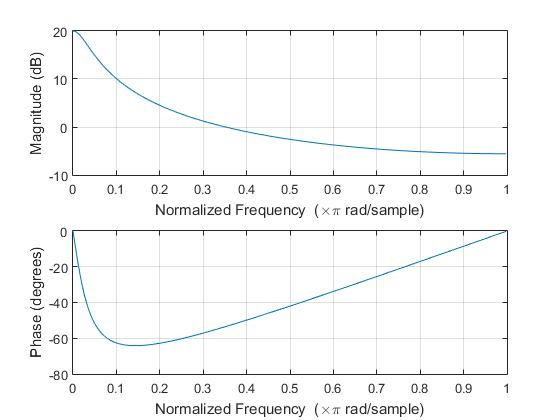 20
10
0
-10
Magnitude (dB)
0 0.1 0.2 0.3 0.4 0.5 0.6 0.7 0.8 0.9 1
Normalized Frequency (×π rad/sample)
0
-20
-40
-60
-80
Phase (degrees)
0 0.1 0.2 0.3 0.4 0.5 0.6 0.7 0.8 0.9 1
Normalized Frequency (×π rad/sample)